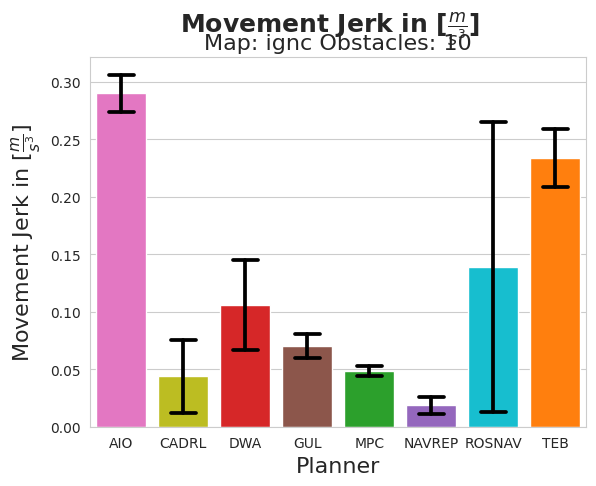 Movement Jerk in [m/s³]
Map: ignc Obstacles: 10
Movement Jerk in [m/s³]
0.30
0.25
0.20
0.15
0.10
0.05
0.00
AIO CADRL DWA GUL MPC NAVREP ROSNAV TEB
Planner